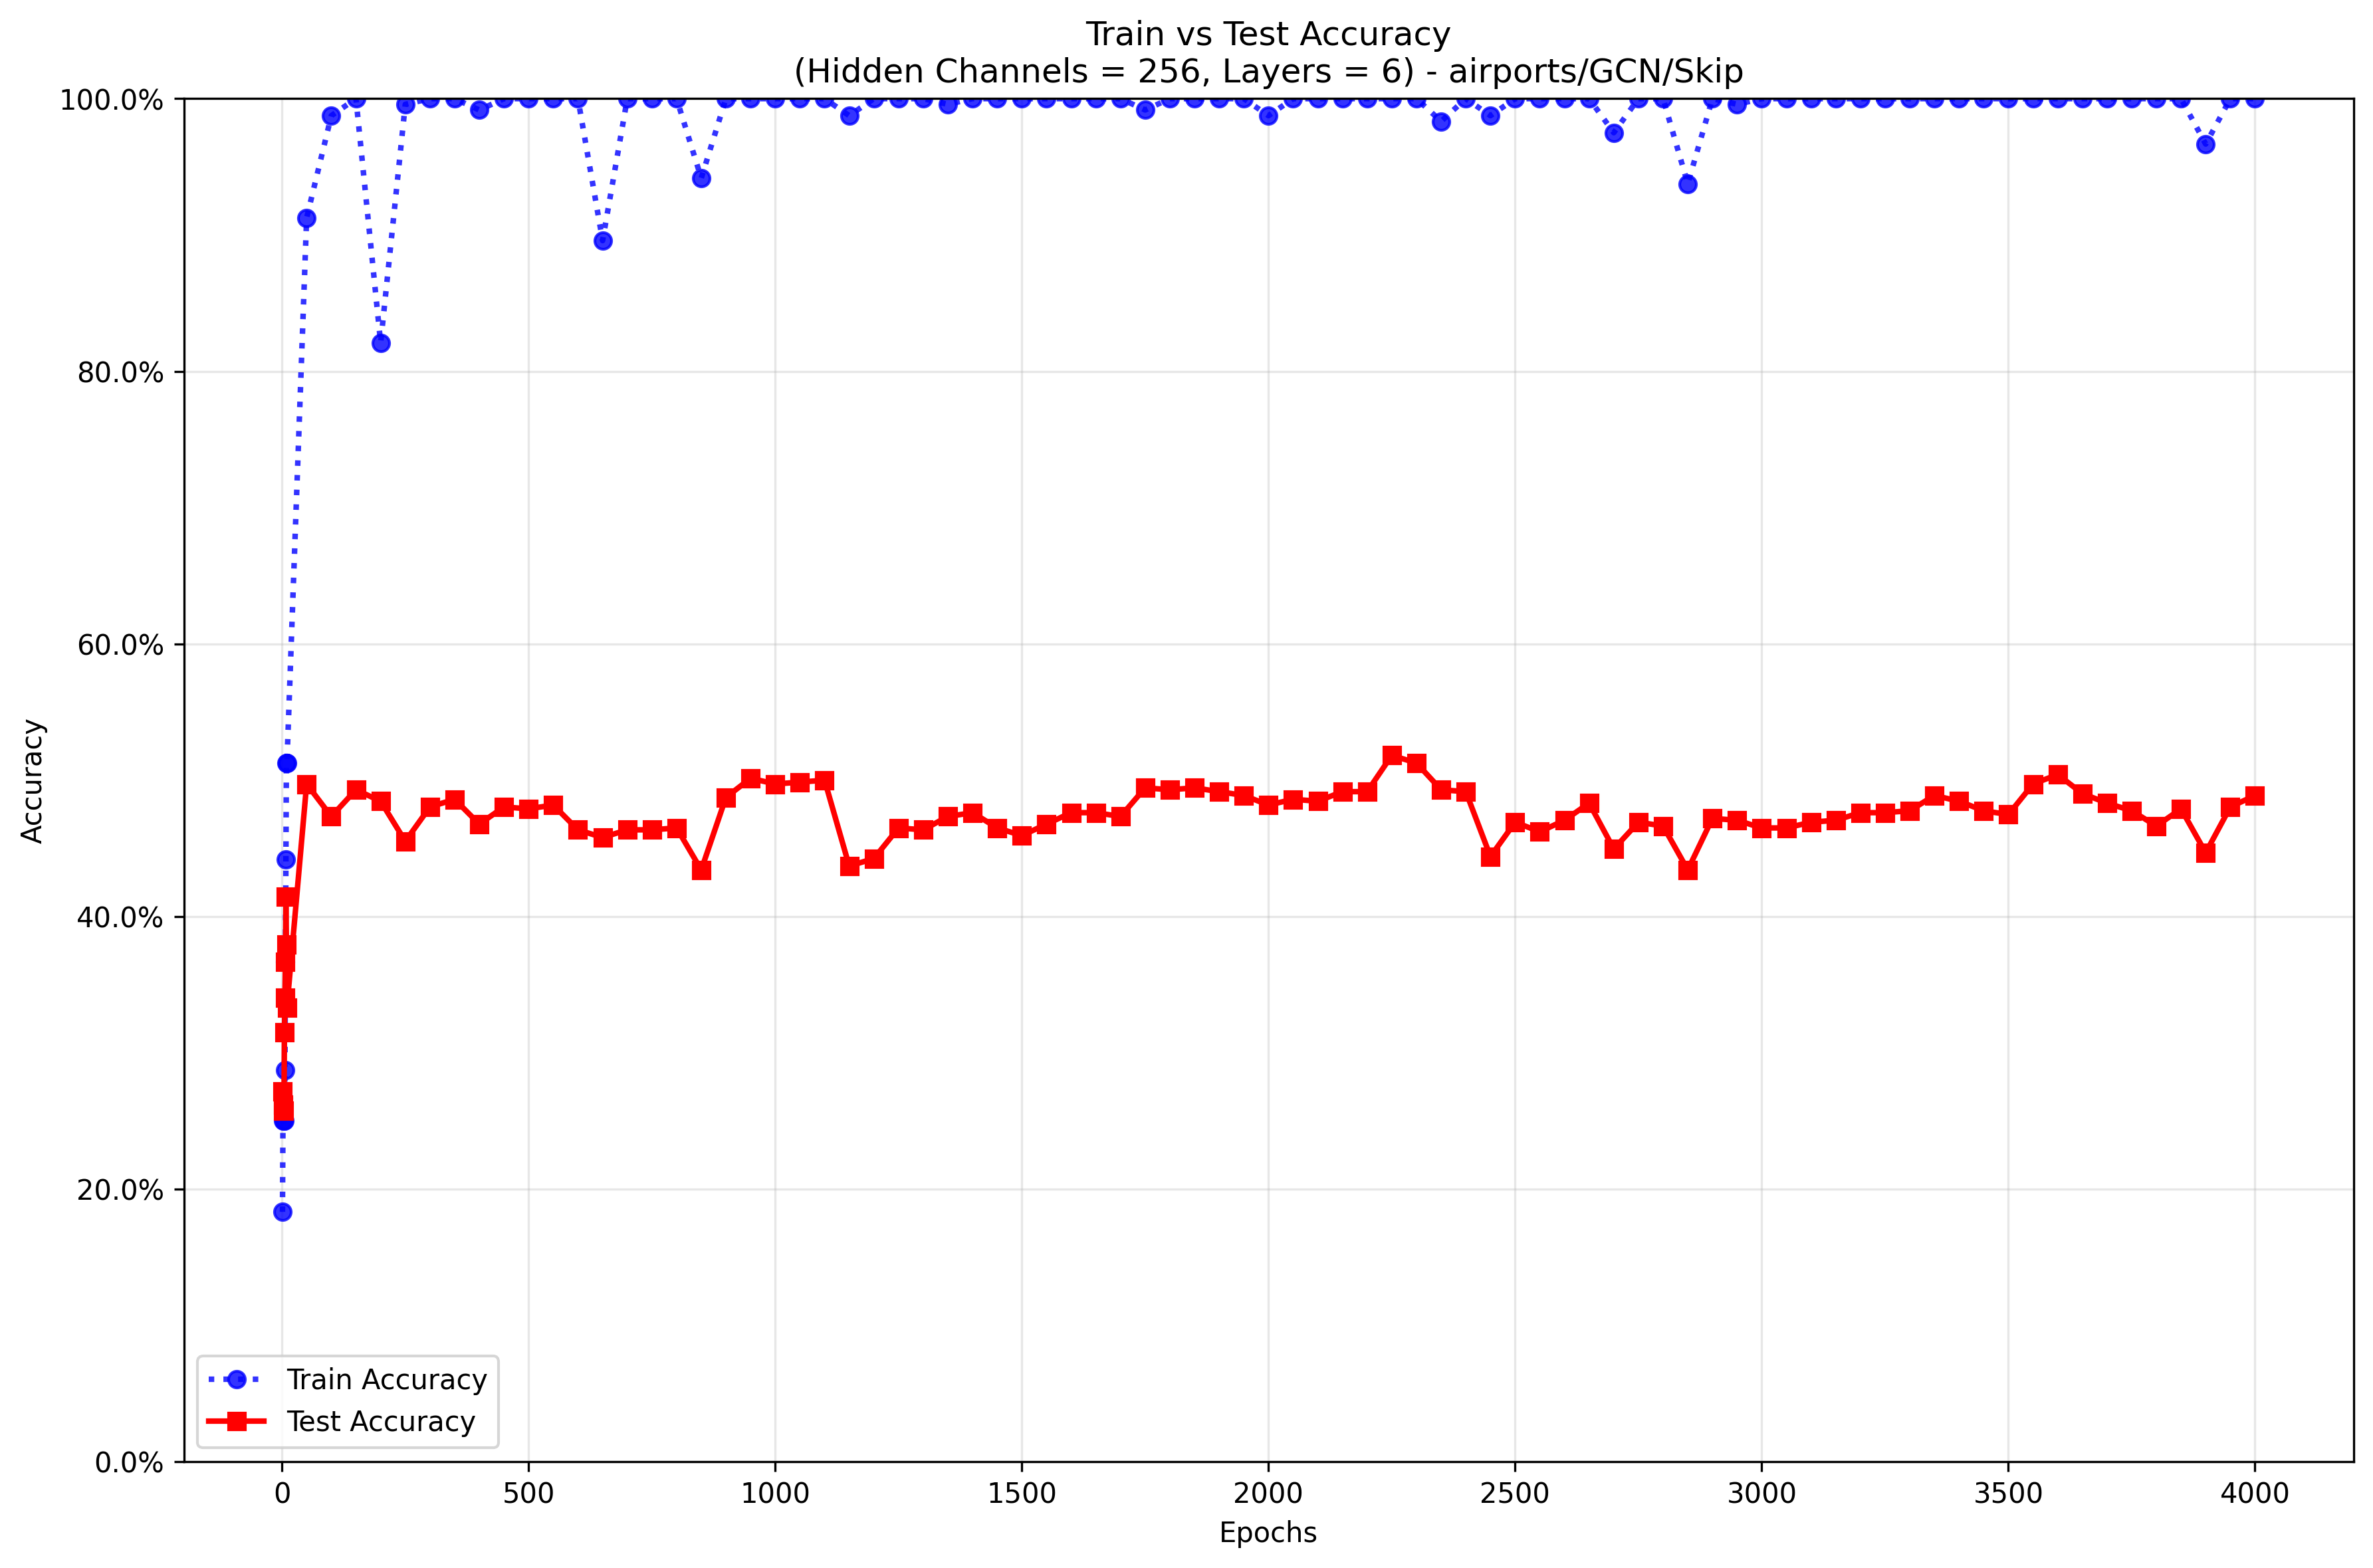 Train vs Test Accuracy
(Hidden Channels = 256, Layers = 6) - airports/GCN/Skip
100.0%
80.0%
60.0%
40.0%
20.0%
0.0%
Accuracy
Train Accuracy
Test Accuracy
0 500 1000 1500 2000 2500 3000 3500 4000
Epochs